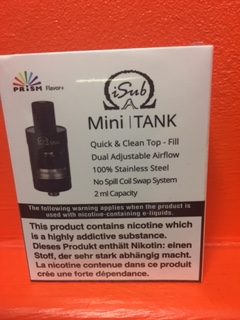 PRiSM Flavor+
iSub
Mini | TANK
Quick & Clean Top - Fill
Dual Adjustable Airflow
100% Stainless Steel
No Spill Coil Swap System
2 ml Capacity
The following warning applies when the product is
used with nicotine-containing e-liquids.
This product contains nicotine which
is a highly addictive substance.
Dieses Produkt enthält Nikotin: einen
Stoff, der sehr stark abhängig macht.
La nicotine contenue dans ce produit
crée une forte dépendance.